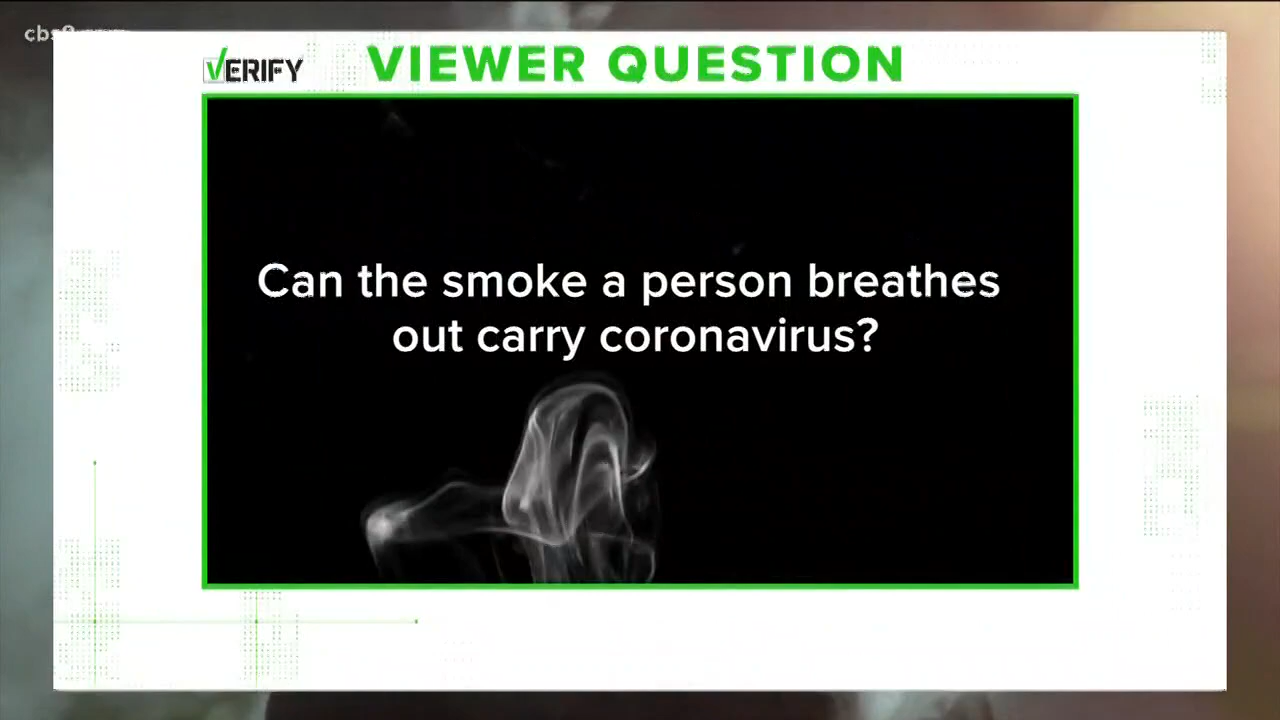 VERIFY
VIEWER QUESTION
Can the smoke a person breathes
out carry coronavirus?